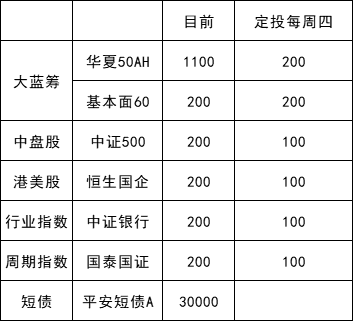 目前 定投每周四
大蓝筹 华夏50AH 1100 200
基本面60 200 200
中盘股 中证500 200 100
港美股 恒生国企 200 100
行业指数 中证银行 200 100
周期指数 国泰国证 200 100
短债 平安短债A 30000